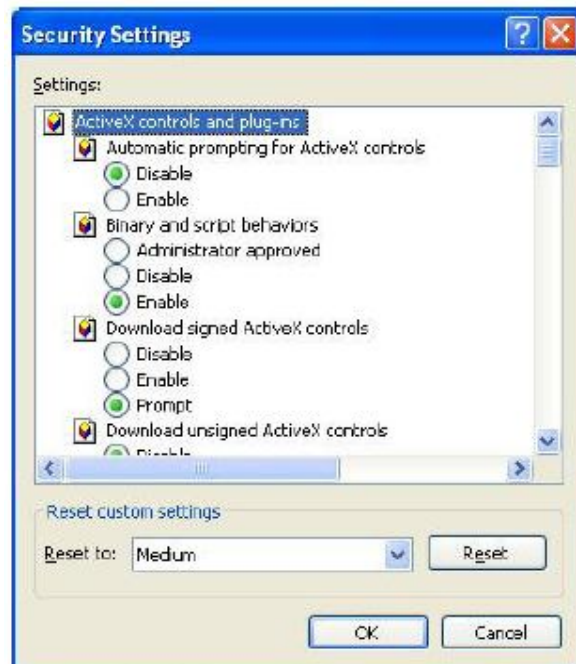 Security Settings
Settings:
ActiveX controls and plug-ins
Automatic prompting for ActiveX controls
Disable
Enable
Binary and script behaviors
Administrator approved
Disable
Enable
Download signed ActiveX controls
Disable
Enable
Prompt
Download unsigned ActiveX controls
Disable
Reset custom settings
Reset to: Medium Reset
OK Cancel